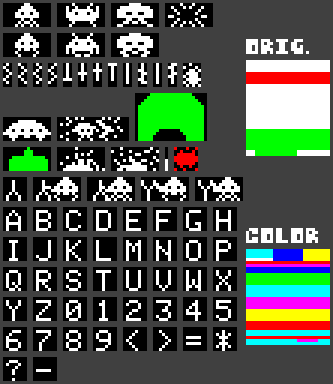 ORIG.
COLOR
A B C D E F G H
I J K L M N O P
Q R S T U V W X
Y Z 0 1 2 3 4 5
6 7 8 9 < > = *
? -